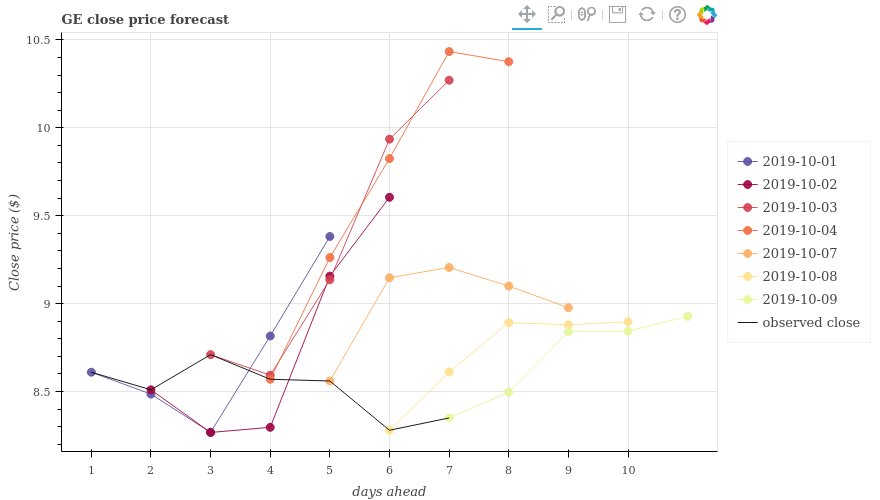 GE close price forecast
10.5
10
9.5
9
8.5
Close price ($)
1 2 3 4 5 6 7 8 9 10
days ahead
2019-10-01
2019-10-02
2019-10-03
2019-10-04
2019-10-07
2019-10-08
2019-10-09
observed close